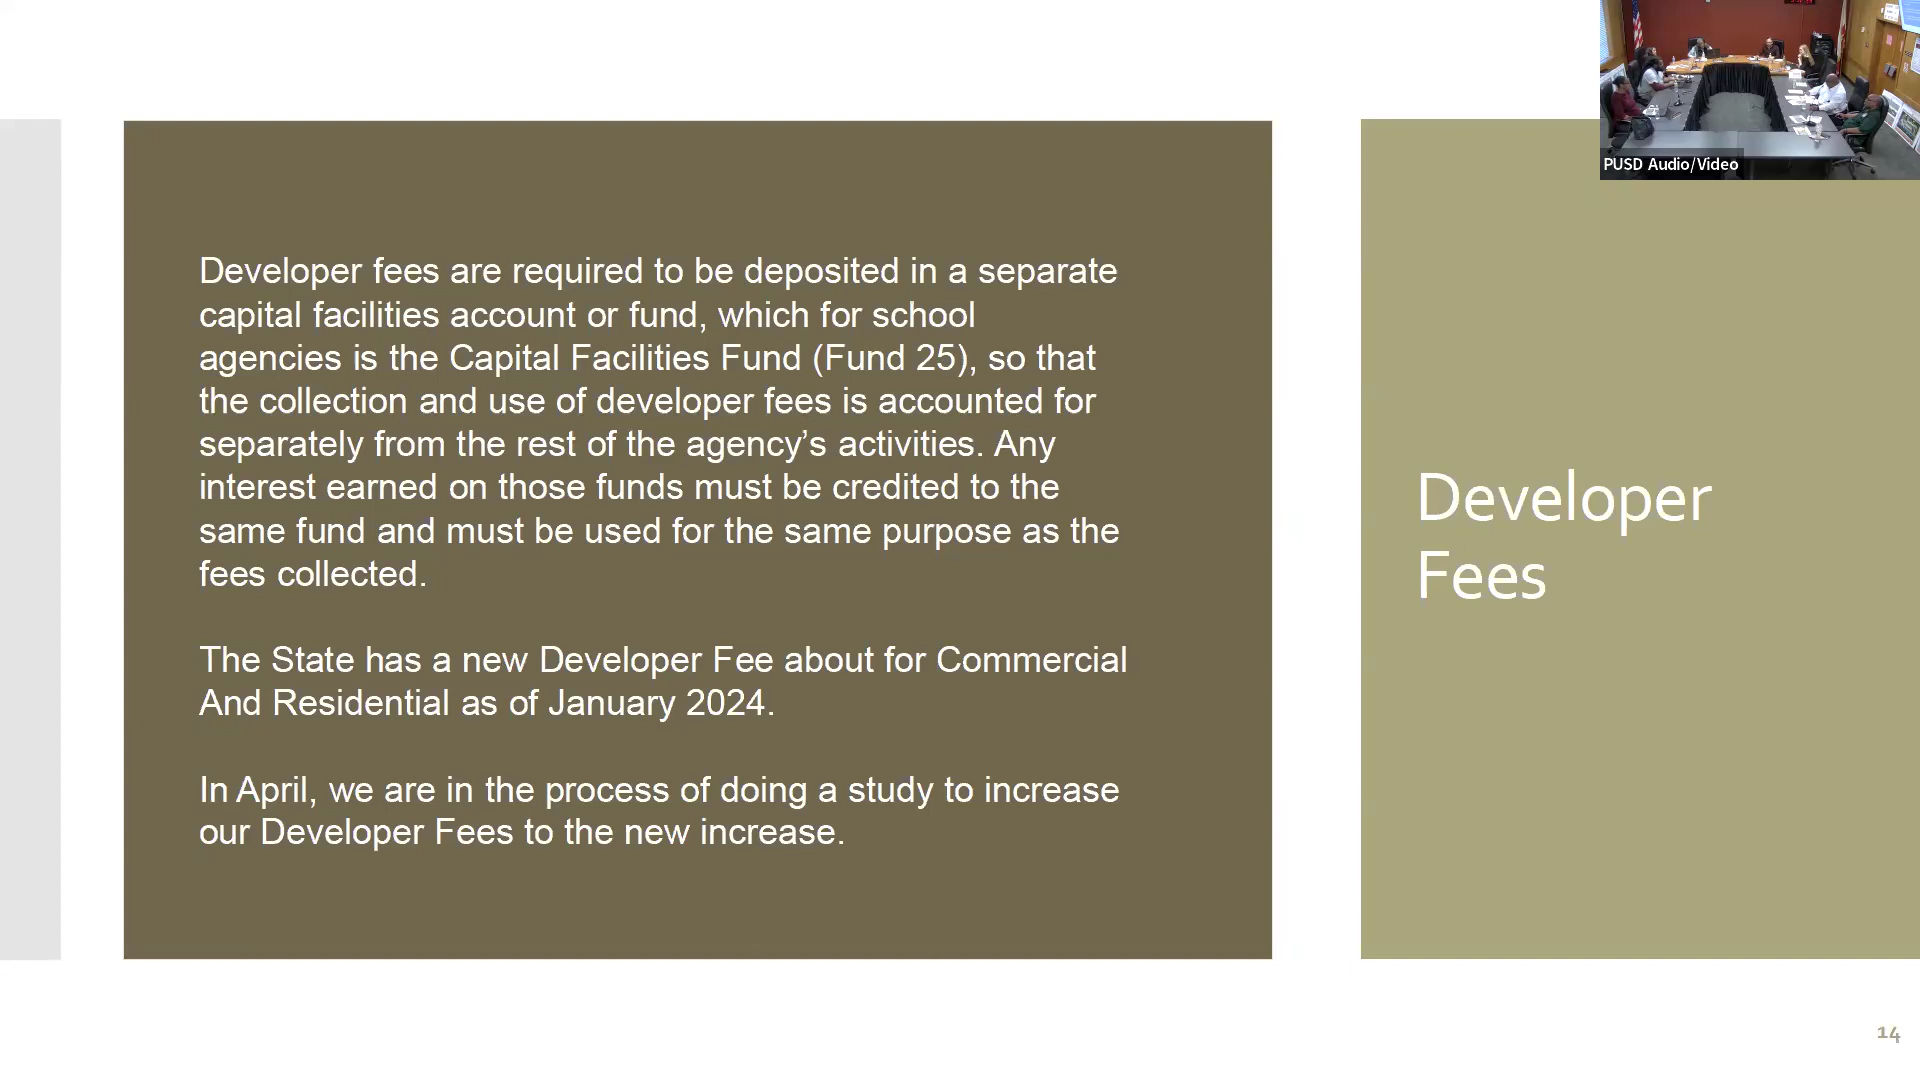 PUSD Audio/Video
Developer fees are required to be deposited in a separate
capital facilities account or fund, which for school
agencies is the Capital Facilities Fund (Fund 25), so that
the collection and use of developer fees is accounted for
separately from the rest of the agency’s activities. Any
interest earned on those funds must be credited to the
same fund and must be used for the same purpose as the
fees collected.
The State has a new Developer Fee about for Commercial
And Residential as of January 2024.
In April, we are in the process of doing a study to increase
our Developer Fees to the new increase.
Developer
Fees
14